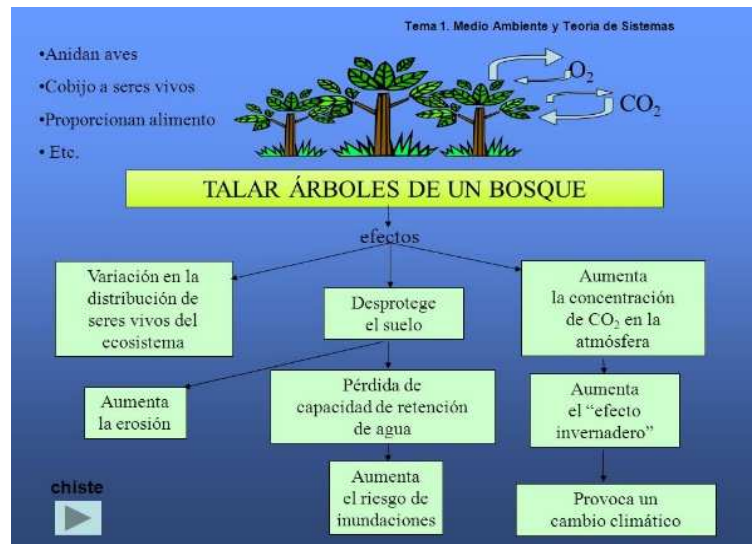 Tema 1. Medio Ambiente y Teoria de Sistemas
•Anidan aves
•Cobijo a seres vivos
•Proporcionan alimento
• Etc.
O₂
CO₂
TALAR ÁRBOLES DE UN BOSQUE
efectos
Variación en la
distribución de
seres vivos del
ecosistema
Desprotege
el suelo
Aumenta
la concentración
de CO₂ en la
atmósfera
Aumenta
la erosión
Pérdida de
capacidad de retención
de agua
Aumenta
el “efecto
invernadero”
Aumenta
el riesgo de
inundaciones
Provoca un
cambio climático
chiste